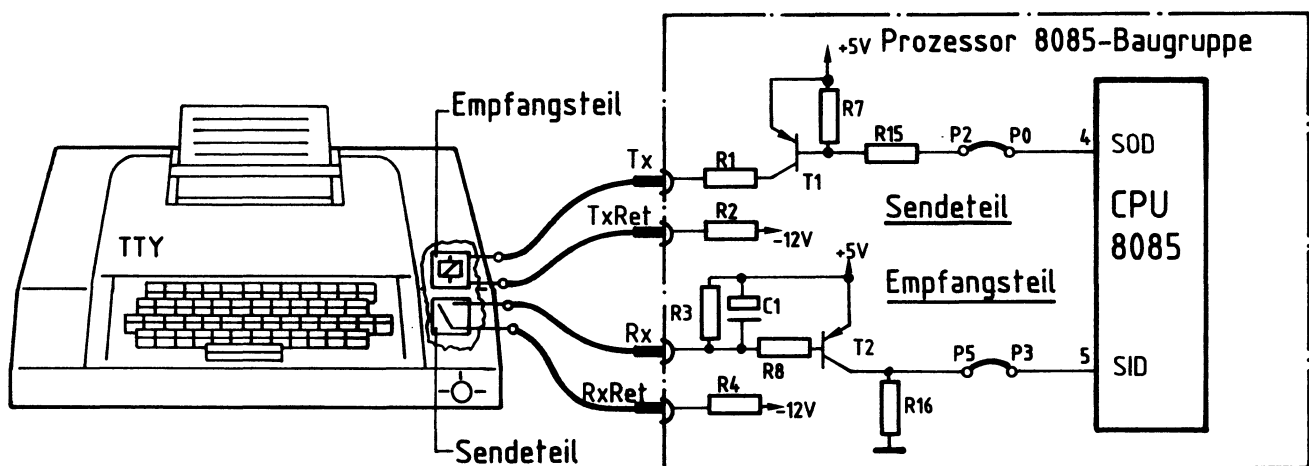 Prozessor 8085-Baugruppe
+5V
Empfangsteil
R7
R15
P2
P0
4
SOD
Tx
R1
T1
TxRet
R2
-12V
Sendeteil
CPU
8085
TTY
+5V
Empfangsteil
R3
C1
Rx
R8
T2
P5
P3
5
SID
RxRet
R4
-12V
R16
Sendeteil